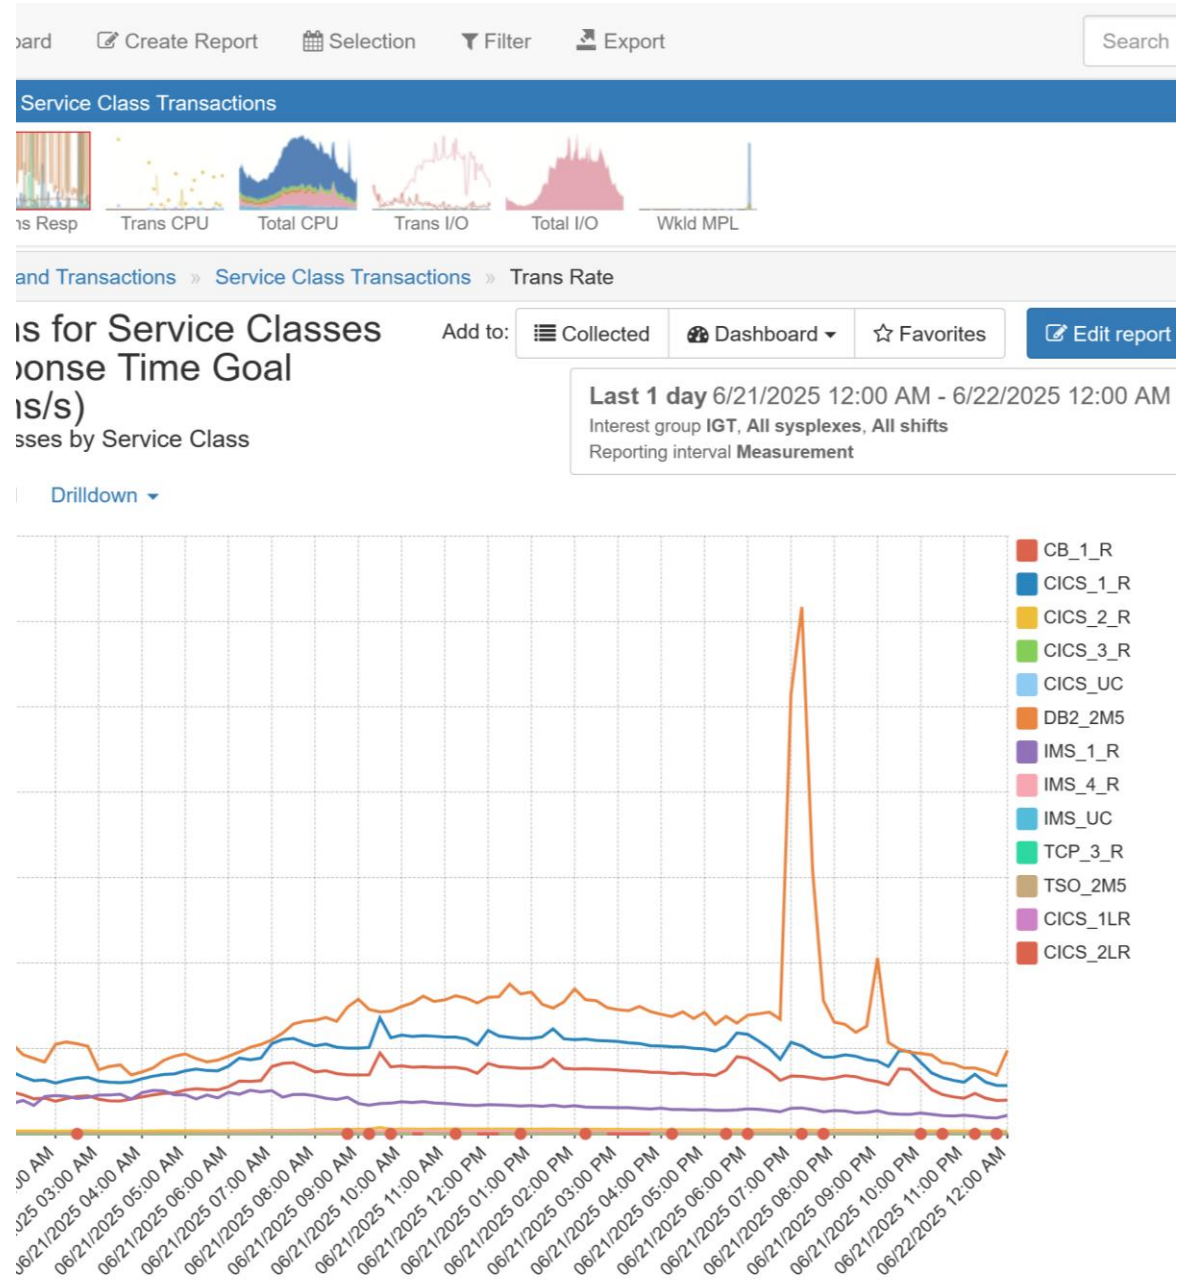 Create Report Selection Filter Export Search
Service Class Transactions
Resp Trans CPU Total CPU Trans I/O Total I/O Wkld MPL
and Transactions » Service Class Transactions » Trans Rate
for Service Classes
Time Goal
Add to: Collected Dashboard Favorites Edit report
by Service Class
Last 1 day 6/21/2025 12:00 AM - 6/22/2025 12:00 AM
Interest group IGT, All sysplexes, All shifts
Reporting interval Measurement
Drilldown
CB_1_R
CICS_1_R
CICS_2_R
CICS_3_R
CICS_UC
DB2_2M5
IMS_1_R
IMS_4_R
IMS_UC
TCP_3_R
TSO_2M5
CICS_1LR
CICS_2LR
AM
03:00 AM
06/21/2025 04:00 AM
06/21/2025 05:00 AM
06/21/2025 06:00 AM
06/21/2025 07:00 AM
06/21/2025 08:00 AM
06/21/2025 09:00 AM
06/21/2025 10:00 AM
06/21/2025 11:00 AM
06/21/2025 12:00 PM
06/21/2025 01:00 PM
06/21/2025 02:00 PM
06/21/2025 03:00 PM
06/21/2025 04:00 PM
06/21/2025 05:00 PM
06/21/2025 06:00 PM
06/21/2025 07:00 PM
06/21/2025 08:00 PM
06/21/2025 09:00 PM
06/21/2025 10:00 PM
06/21/2025 11:00 PM
06/22/2025 12:00 AM